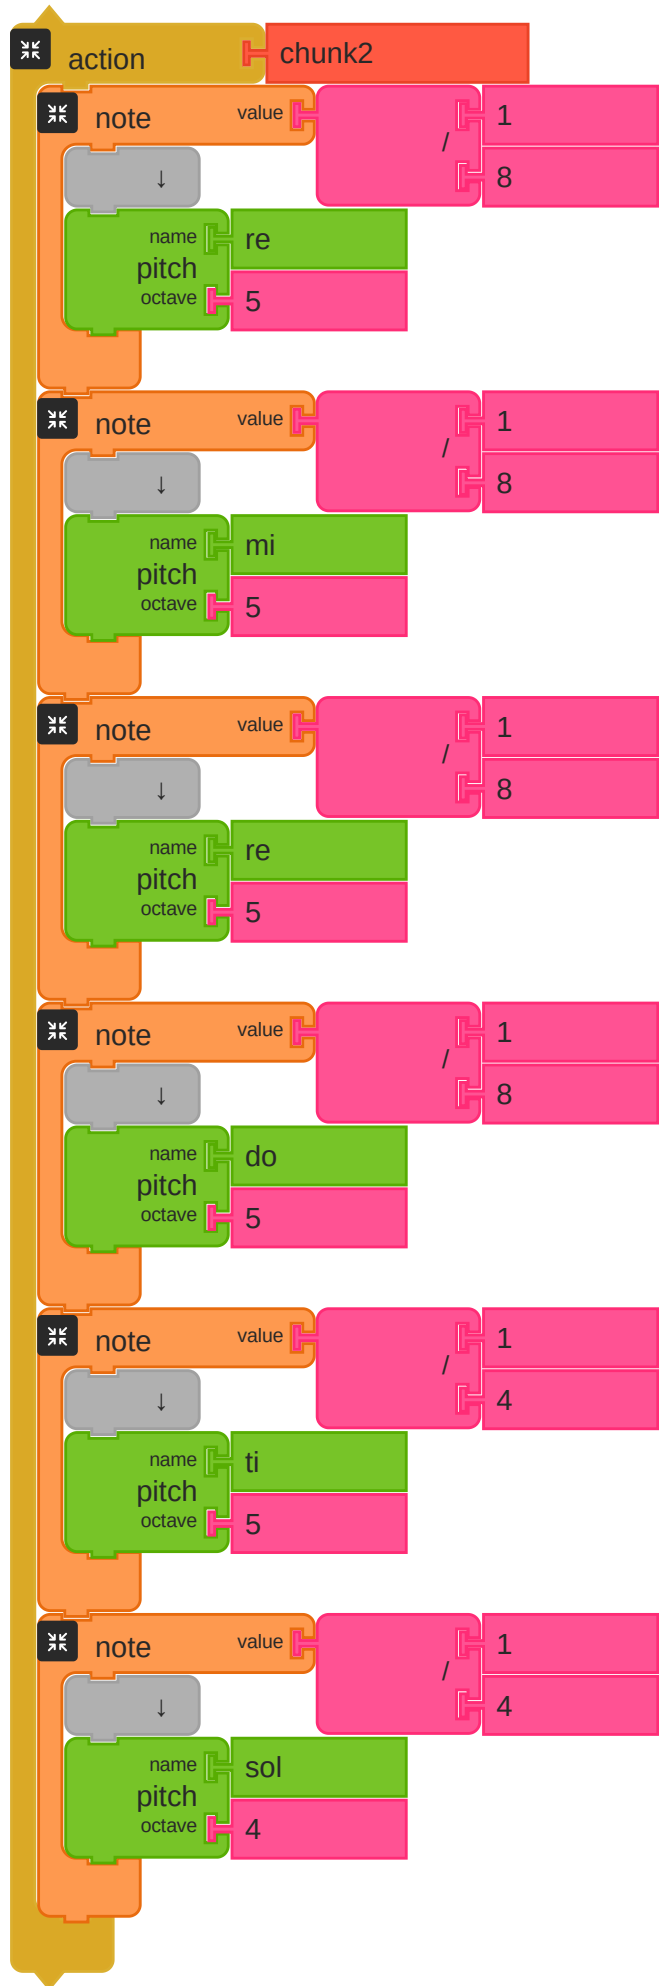 action chunk2
note value / 1
8
↓
name re
pitch
octave 5
note value / 1
8
↓
name mi
pitch
octave 5
note value / 1
8
↓
name re
pitch
octave 5
note value / 1
8
↓
name do
pitch
octave 5
note value / 1
4
↓
name ti
pitch
octave 5
note value / 1
4
↓
name sol
pitch
octave 4